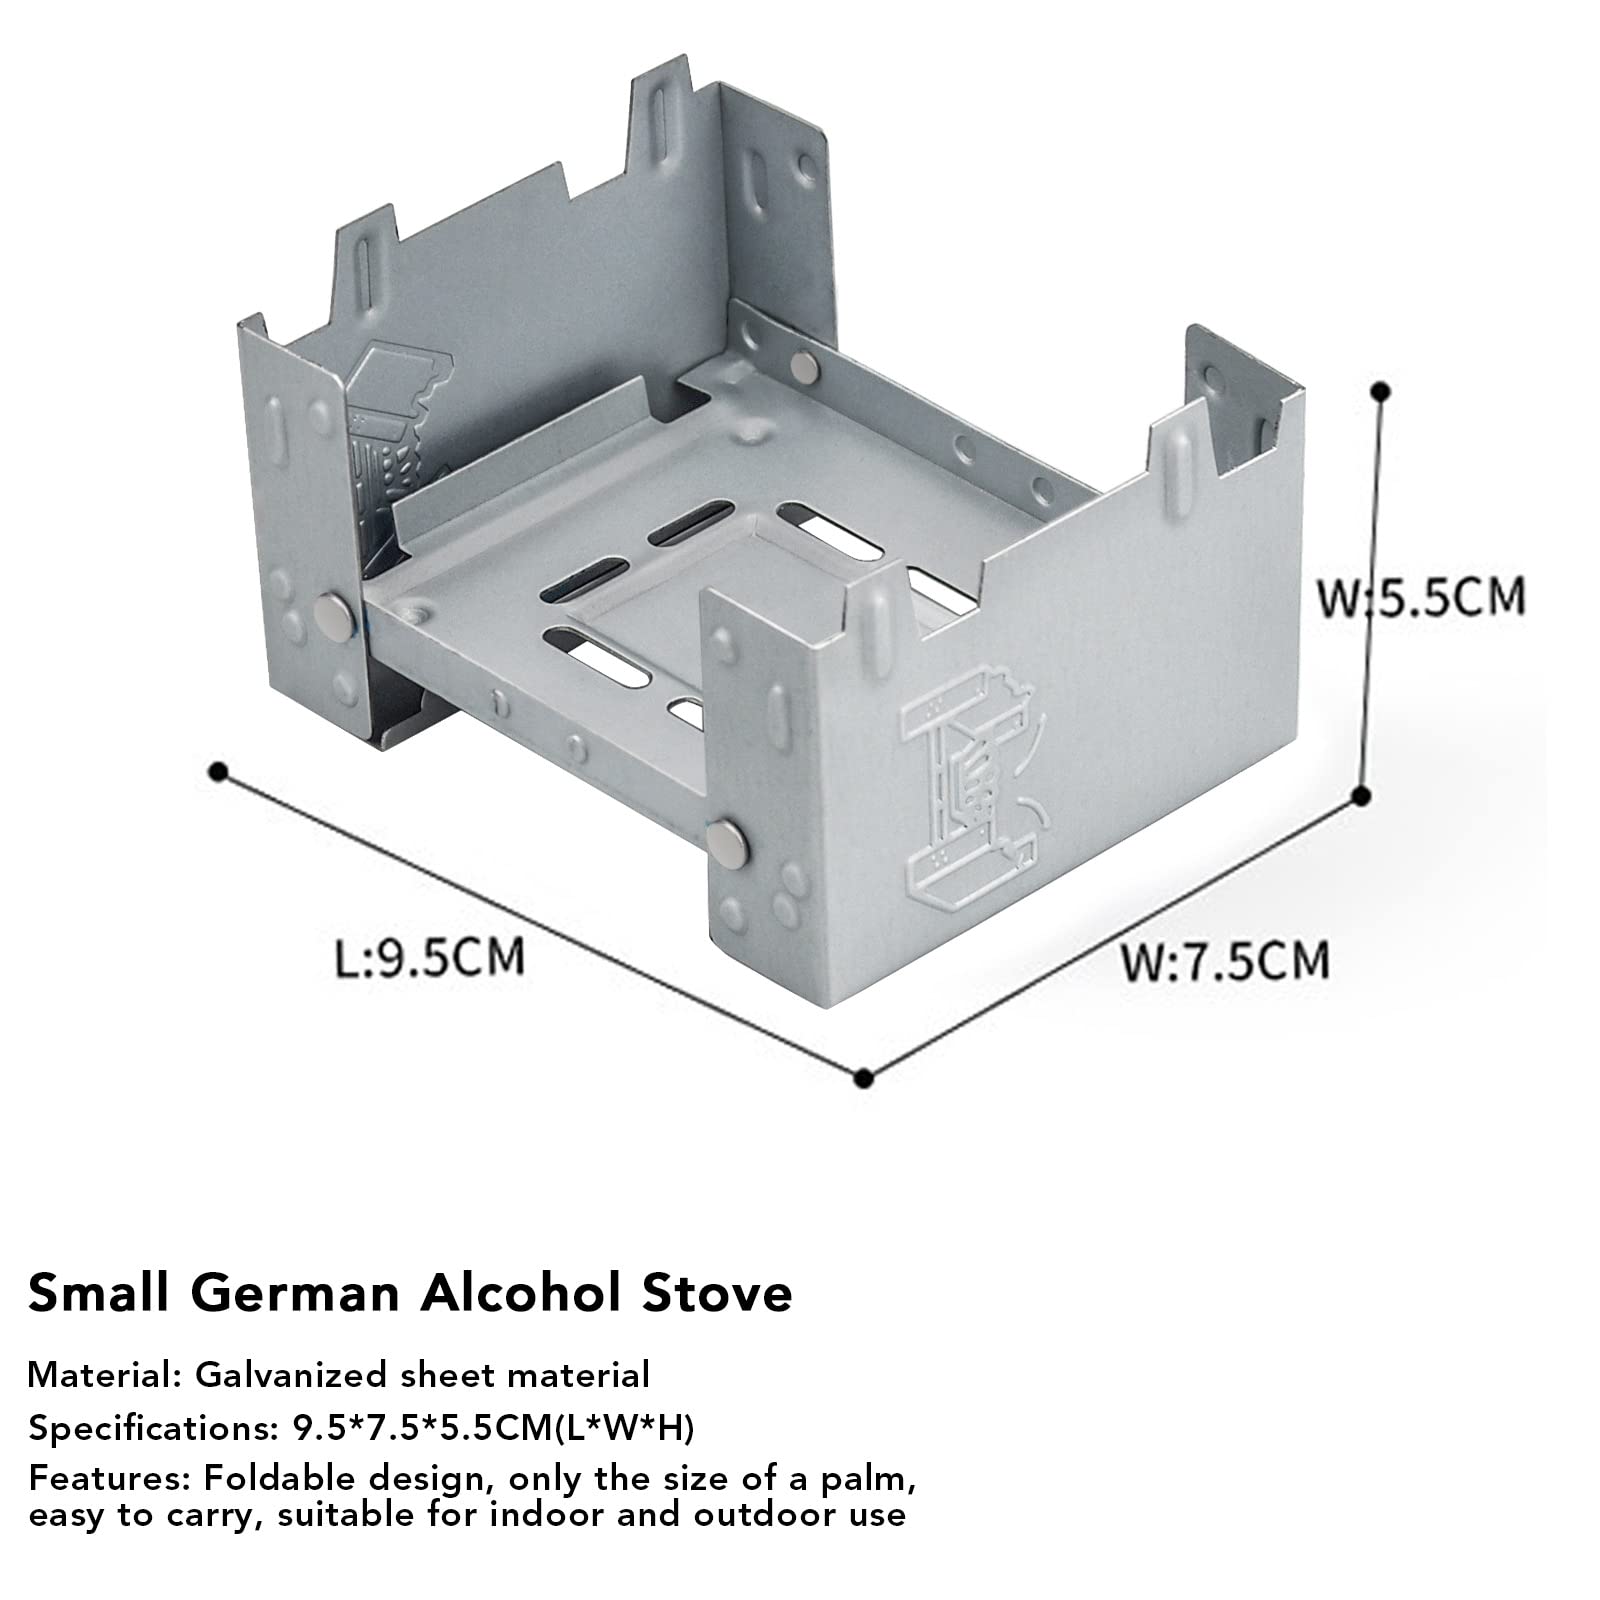 W:5.5CM
L:9.5CM
W:7.5CM
Small German Alcohol Stove
Material: Galvanized sheet material
Specifications: 9.5*7.5*5.5CM(L*W*H)
Features: Foldable design, only the size of a palm,
easy to carry, suitable for indoor and outdoor use